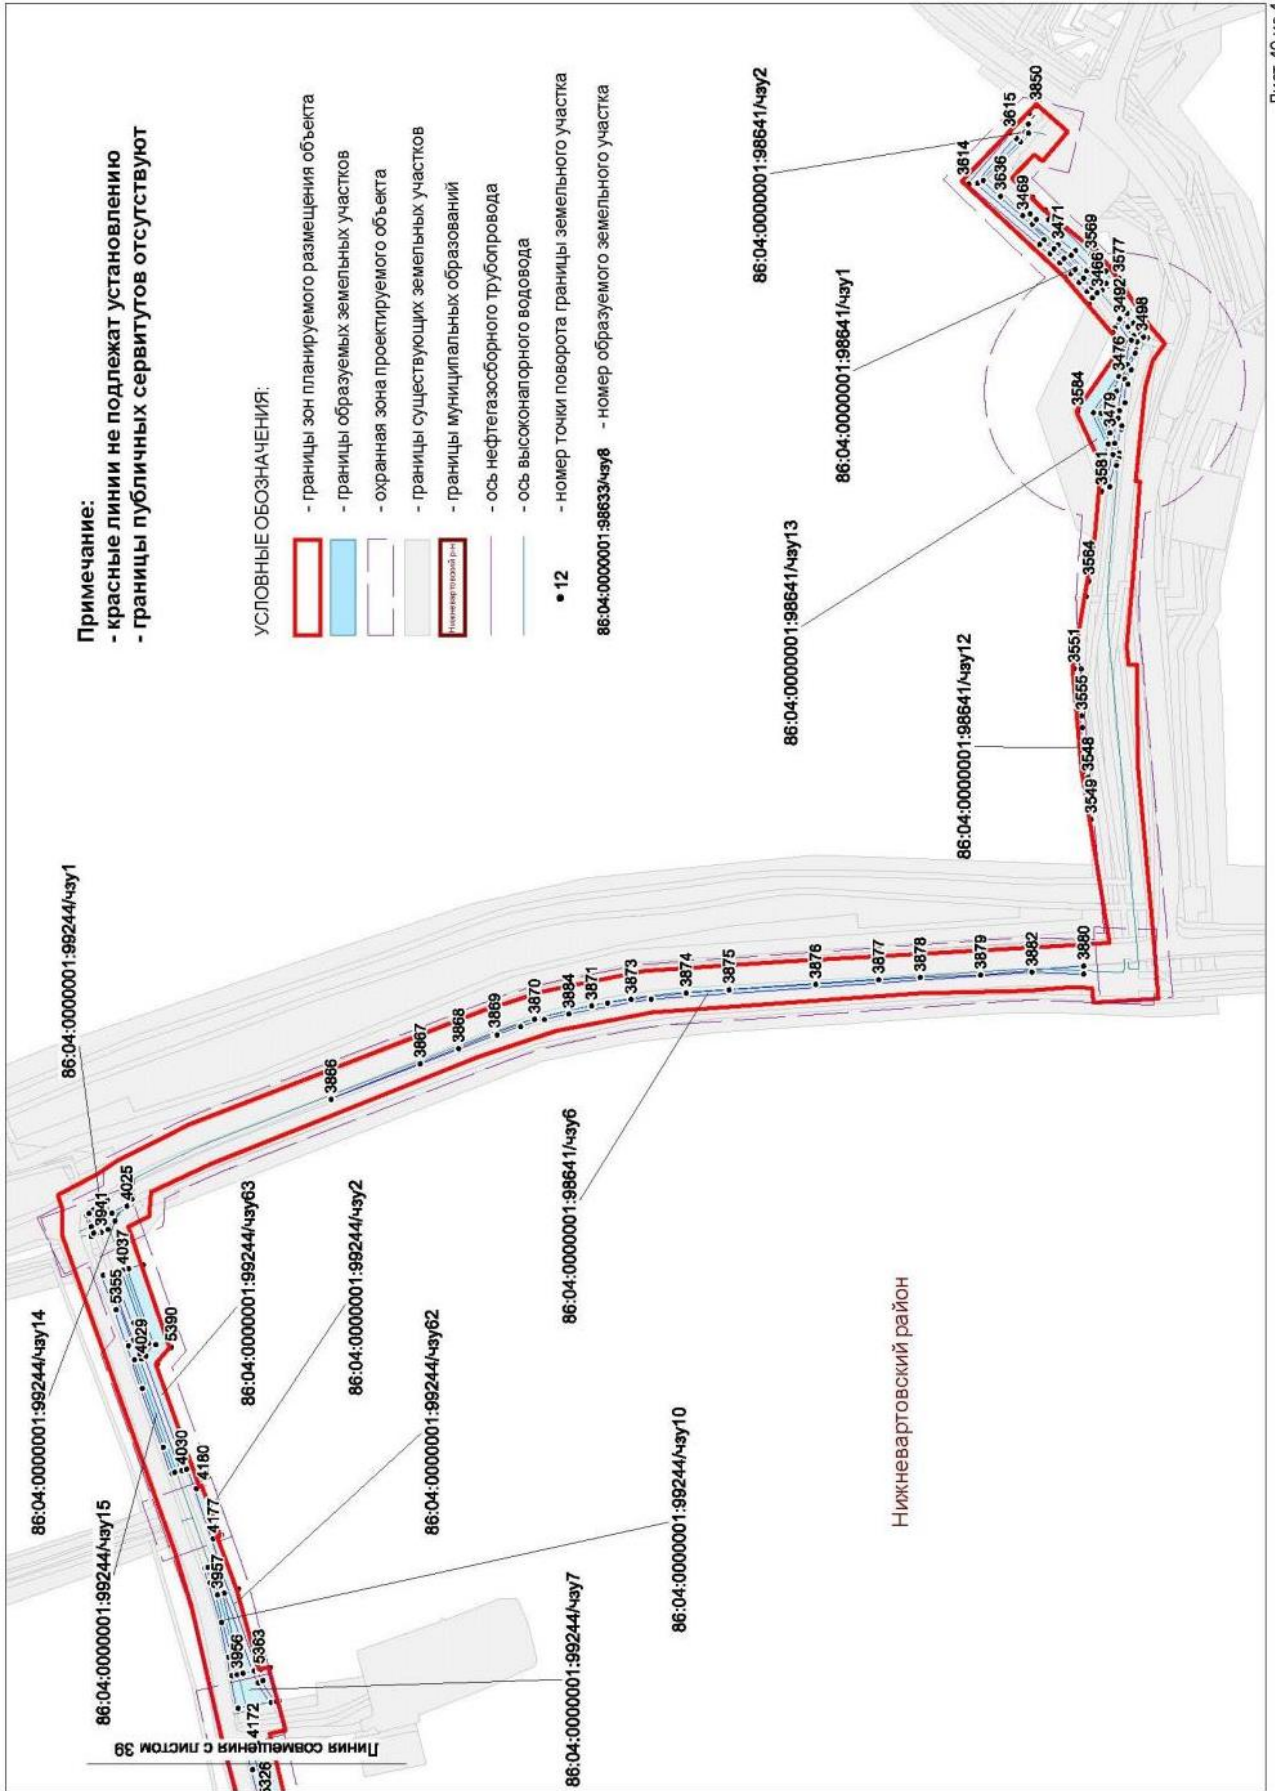 Примечание:
- красные линии не подлежат установлению
- границы публичных сервитутов отсутствуют
УСЛОВНЫЕ ОБОЗНАЧЕНИЯ:
- границы зон планируемого размещения объекта
- границы образуемых земельных участков
- охранная зона проектируемого объекта
- границы существующих земельных участков
Нижневартовский р-н
- границы муниципальных образований
- ось нефтегазосборного трубопровода
- ось высоконапорного водовода
12
- номер точки поворота границы земельного участка
86:04:0000001:98633/чзу8
- номер образуемого земельного участка
86:04:0000001:99244/чзу1
86:04:0000001:99244/чзу14
86:04:0000001:99244/чзу15
86:04:0000001:99244/чзу63
86:04:0000001:99244/чзу2
86:04:0000001:99244/чзу62
86:04:0000001:99244/чзу10
86:04:0000001:99244/чзу7
86:04:0000001:98641/чзу6
86:04:0000001:98641/чзу12
86:04:0000001:98641/чзу13
86:04:0000001:98641/чзу1
86:04:0000001:98641/чзу2
Линия совмещения с листом 39
Нижневартовский район
5326
4172
3956
5363
3957
4177
4180
4030
4029
5390
5355
4037
3941
4025
3866
3867
3868
3869
3870
3884
3871
3873
3874
3875
3876
3877
3878
3879
3882
3880
3549
3548
3555
3551
3564
3581
3584
3479
3476
3498
3492
3577
3466
3569
3471
3469
3636
3614
3615
3850